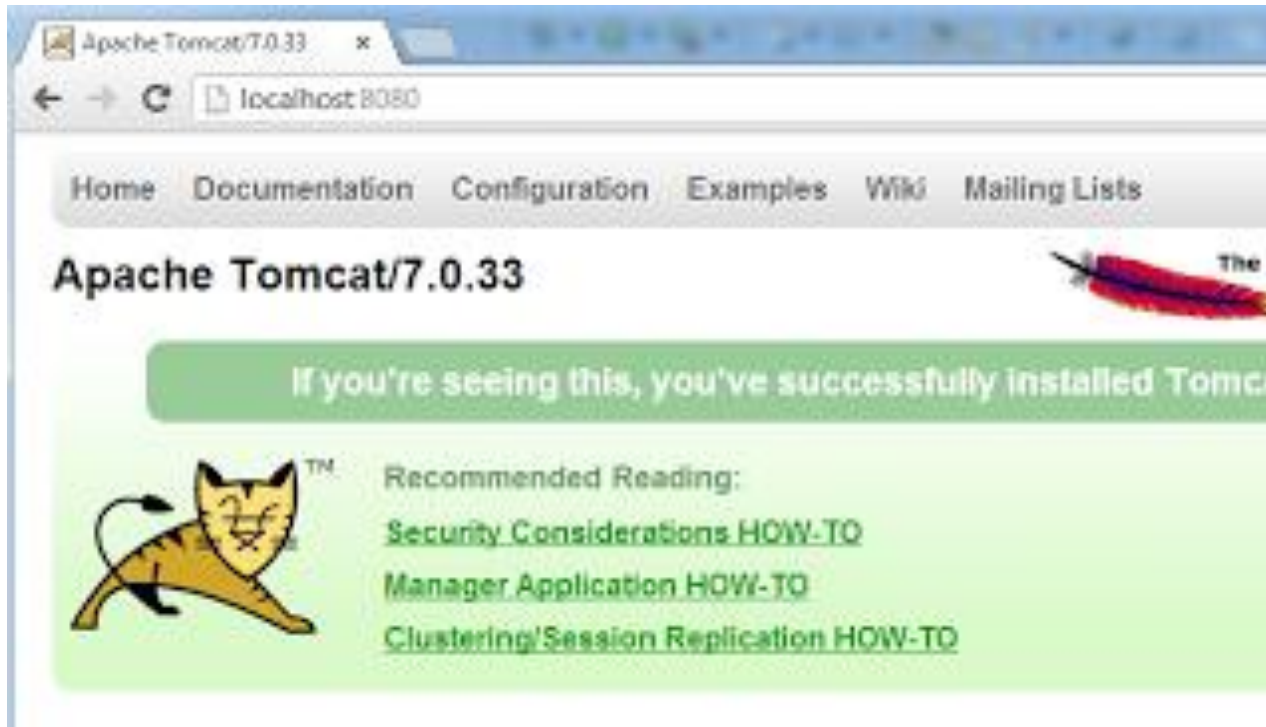 Apache Tomcat/7.0.33
localhost:8080
Home Documentation Configuration Examples Wiki Mailing Lists
Apache Tomcat/7.0.33
The
If you're seeing this, you've successfully installed Tomca
TM
Recommended Reading:
Security Considerations HOW-TO
Manager Application HOW-TO
Clustering/Session Replication HOW-TO